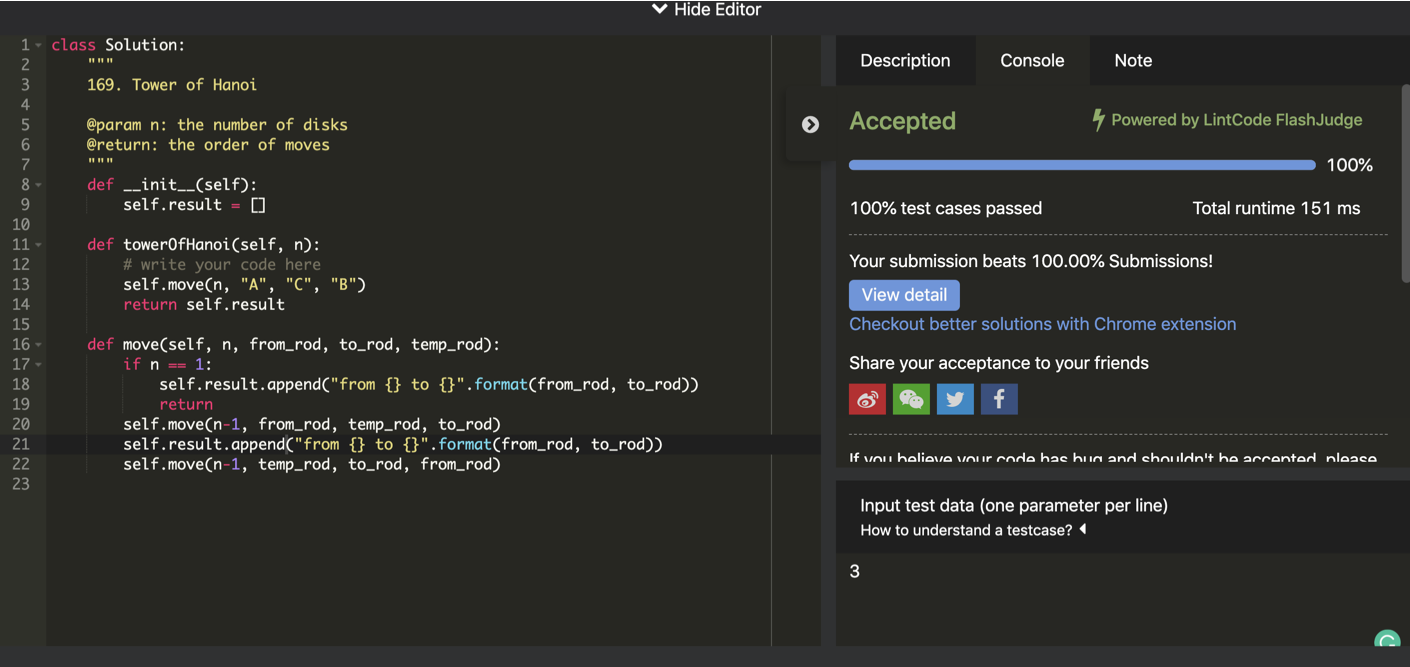 Hide Editor
1 class Solution:
2 """
3 169. Tower of Hanoi
4
5 @param n: the number of disks
6 @return: the order of moves
7 """
8 def __init__(self):
9 self.result = []
10
11 def towerOfHanoi(self, n):
12 # write your code here
13 self.move(n, "A", "C", "B")
14 return self.result
15
16 def move(self, n, from_rod, to_rod, temp_rod):
17 if n == 1:
18 self.result.append("from {} to {}".format(from_rod, to_rod))
19 return
20 self.move(n-1, from_rod, temp_rod, to_rod)
21 self.result.append("from {} to {}".format(from_rod, to_rod))
22 self.move(n-1, temp_rod, to_rod, from_rod)
23
Description Console Note
Accepted Powered by LintCode FlashJudge
100%
100% test cases passed Total runtime 151 ms
Your submission beats 100.00% Submissions!
View detail
Checkout better solutions with Chrome extension
Share your acceptance to your friends
If you believe your code has bug and shouldn't be accepted, please
Input test data (one parameter per line)
How to understand a testcase?
3